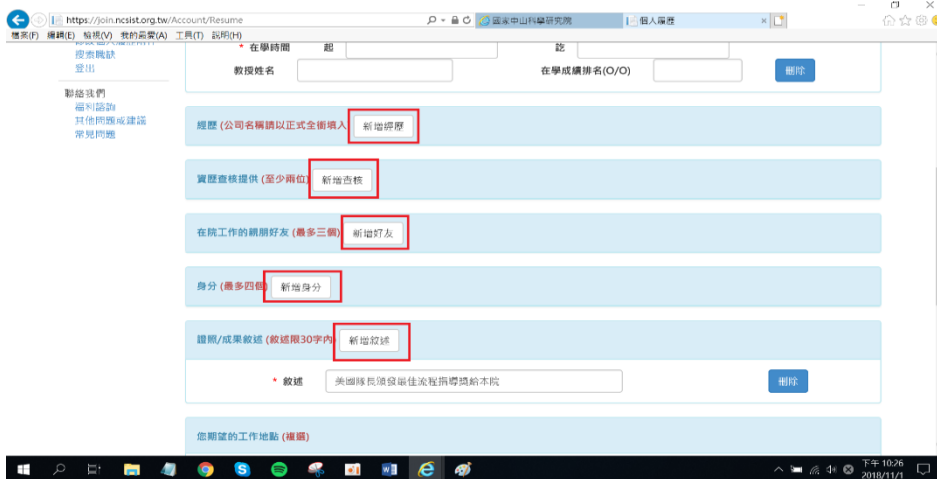 https://join.ncsist.org.tw/Account/Resume
國家中山科學研究院
個人履歷
檔案(F) 編輯(E) 檢視(V) 我的最愛(A) 工具(T) 說明(H)
搜索職缺
登出
聯絡我們
福利諮詢
其他問題或建議
常見問題
* 在學時間 起 訖
教授姓名 在學成績排名(O/O) 刪除
經歷 (公司名稱請以正式全銜填入 新增經歷
資歷查核提供 (至少兩位) 新增查核
在院工作的親朋好友 (最多三個) 新增好友
身分 (最多四個) 新增身分
證照/成果敘述 (敘述限30字內) 新增敘述
* 敘述 美國隊長頒發最佳流程指導獎給本院 刪除
您期望的工作地點 (複選)
下午 10:26
2018/11/1